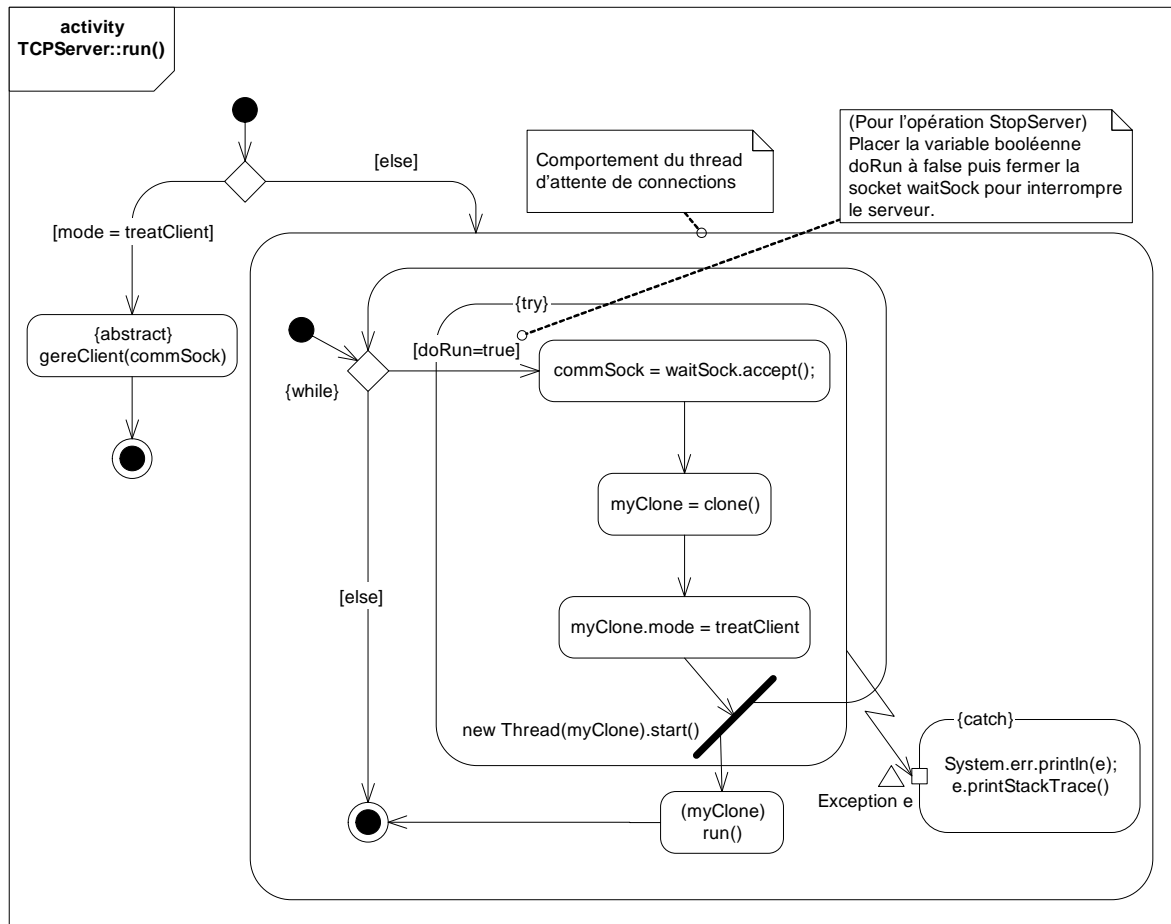 activity
TCPServer::run()
(Pour l'opération StopServer)
Placer la variable booléenne
doRun à false puis fermer la
socket waitSock pour interrompre
le serveur.
Comportement du thread
d'attente de connections
[else]
[mode = treatClient]
{abstract}
gereClient(commSock)
{try}
[doRun=true]
{while}
commSock = waitSock.accept();
myClone = clone()
[else]
myClone.mode = treatClient
new Thread(myClone).start()
{catch}
System.err.println(e);
e.printStackTrace()
Exception e
(myClone)
run()